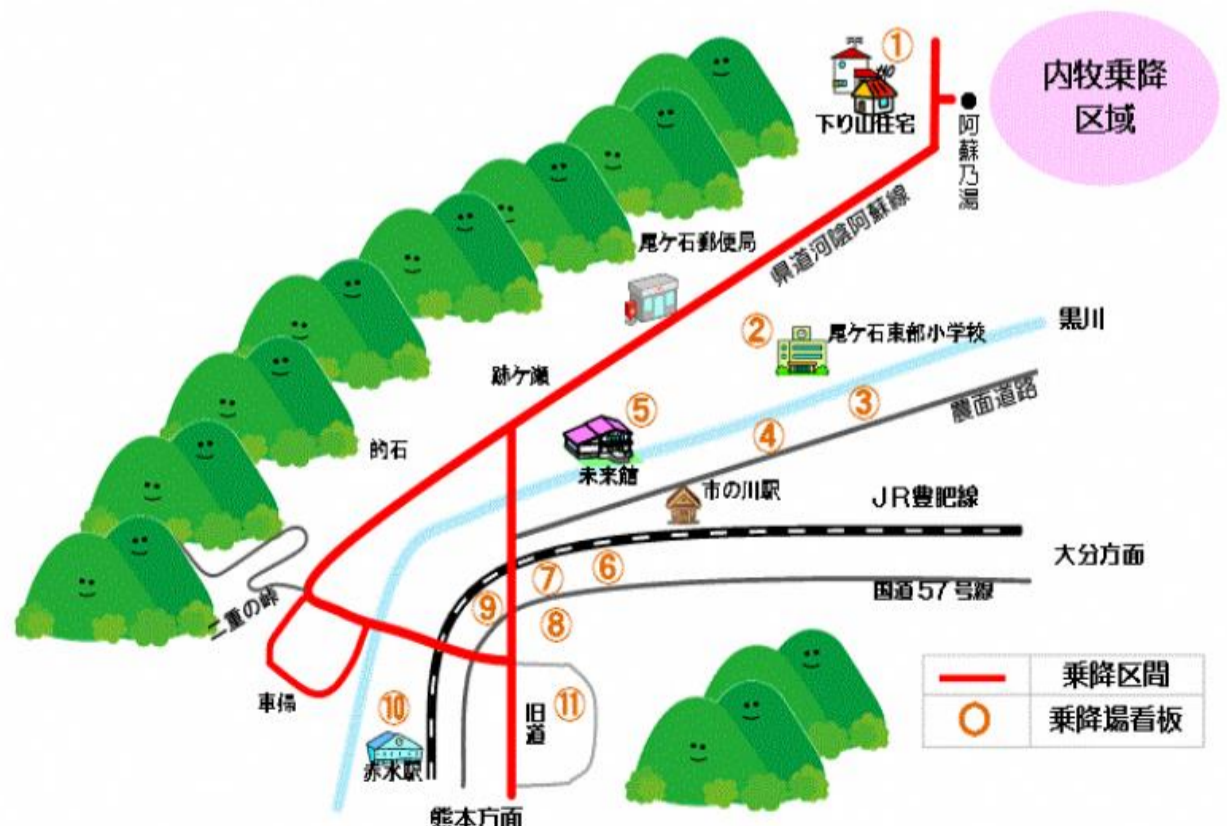 ①
下り山住宅
内牧乗降
区域
阿蘇乃湯
県道河陰阿蘇線
尾ケ石郵便局
②
尾ケ石東部小学校
黒川
跡ケ瀬
③
農面道路
⑤
④
的石
未来館
市の川駅
JR豊肥線
大分方面
⑦
⑥
国道57号線
⑨
⑧
二重の峠
車帰
⑩
旧道
⑪
赤水駅
熊本方面
乗降区間
乗降場看板